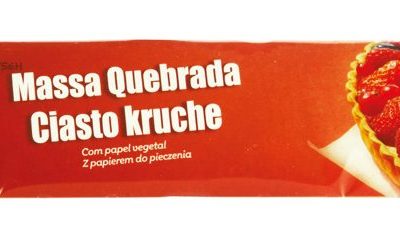 Massa Quebrada
Ciasto kruche
Com papel vegetal
Z papierem do pieczenia